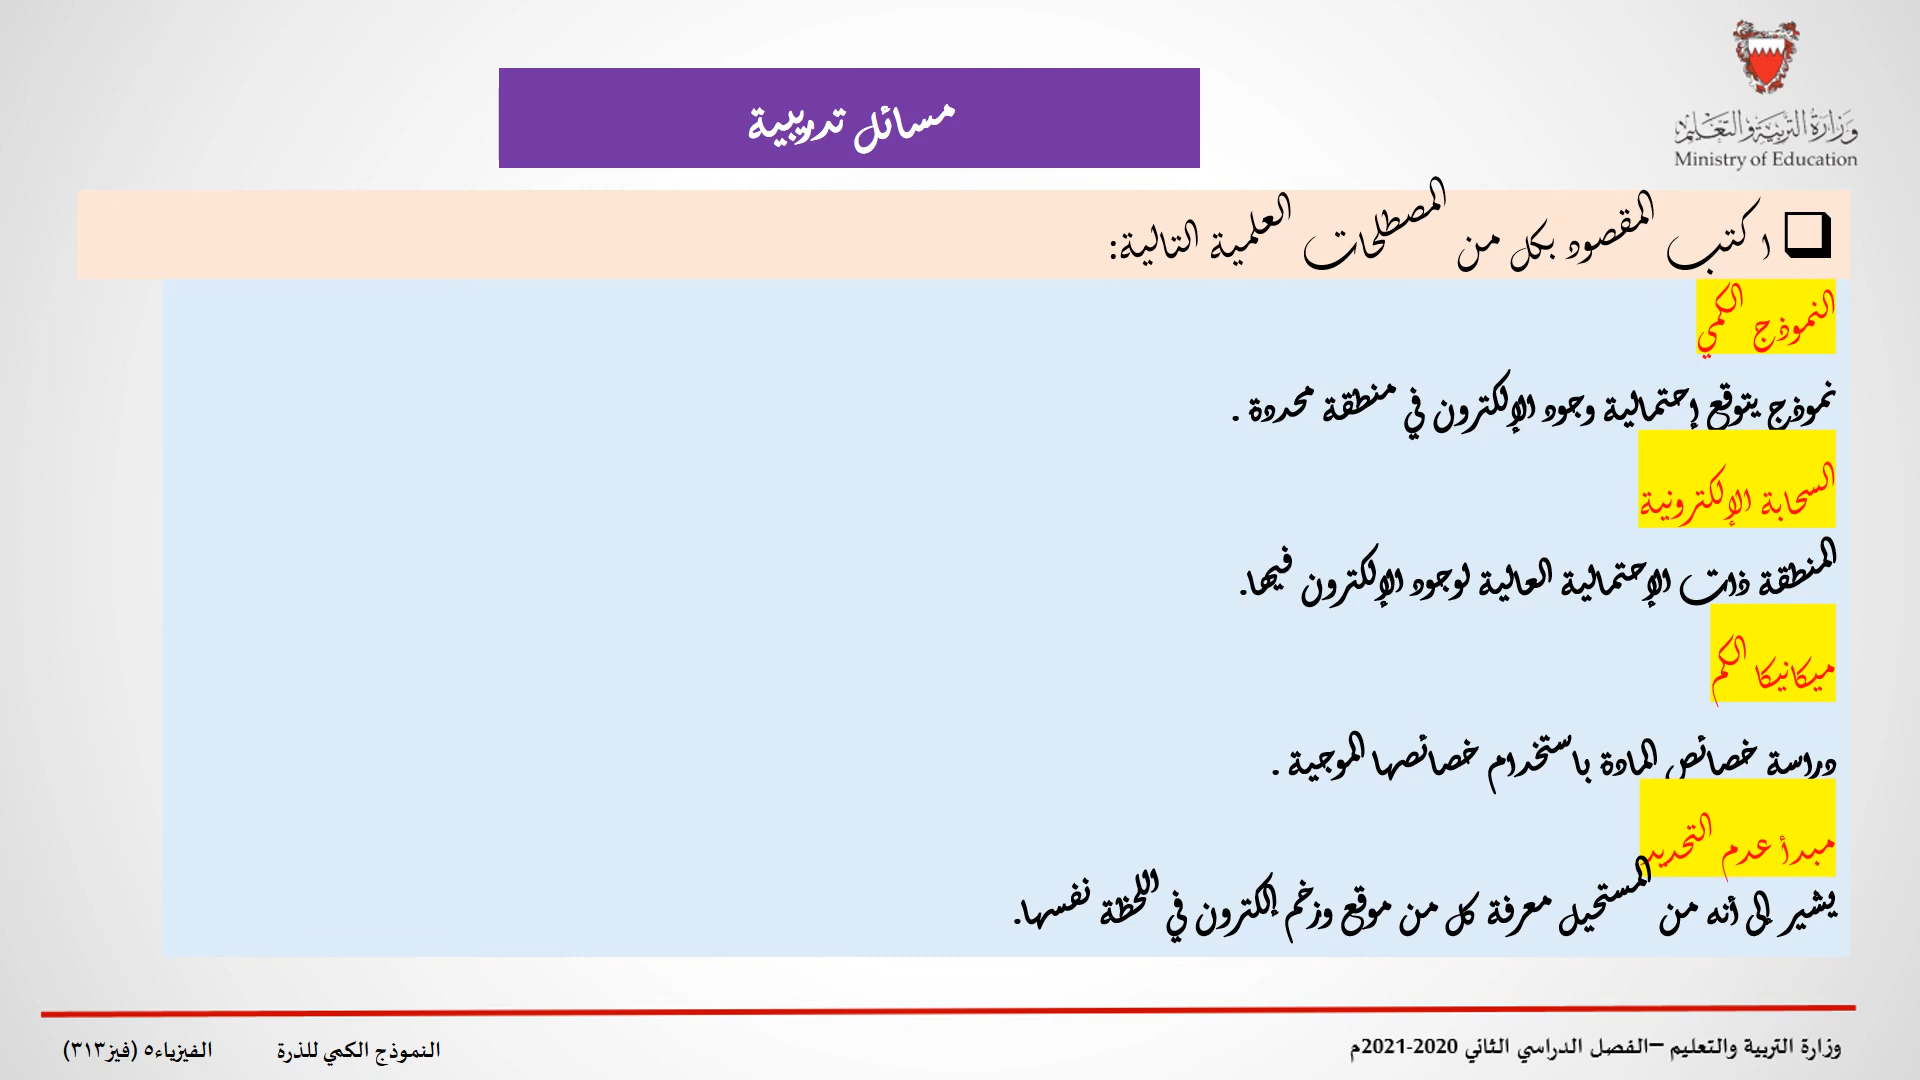 وزارة التربية والتعليم
Ministry of Education
مسائل تدريبية
اكتب المقصود بكل من المصطلحات العلمية التالية:
النموذج الكمي
نموذج يتوقع إحتمالية وجود الإلكترون في منطقة محددة .
السحابة الإلكترونية
المنطقة ذات الإحتمالية العالية لوجود الإلكترون فيها.
ميكانيكا الكم
دراسة خصائص المادة باستخدام خصائصها الموجية .
مبدأ عدم التحديد
يشير إلى أنه من المستحيل معرفة كل من موقع وزخم إلكترون في اللحظة نفسها.
وزارة التربية والتعليم –الفصل الدراسي الثاني 2020-2021م
النموذج الكمي للذرة
الفيزياء٥ (فيز٣١٣)